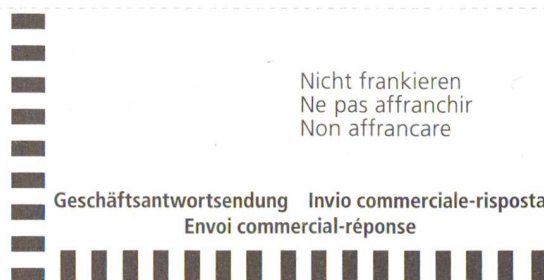 Nicht frankieren
Ne pas affranchir
Non affrancare
Geschäftsantwortsendung Invio commerciale-risposta
Envoi commercial-réponse